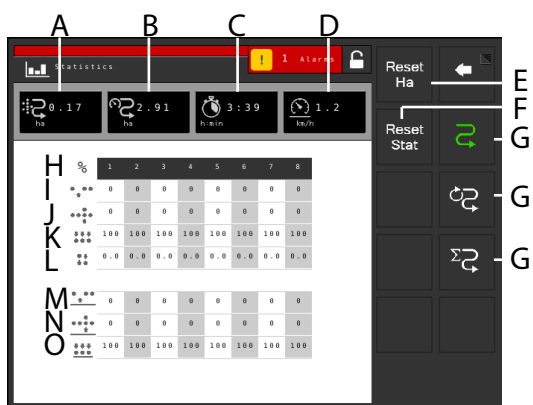 A B C D
Statistics ! 1 Alarms
0.17 2.91 3:39 1.2
ha ha h:min km/h
Reset
Ha
E
F
Reset
Stat
G
G
Σ
G
H % 1 2 3 4 5 6 7 8
I 0 0 0 0 0 0 0 0
J 0 0 0 0 0 0 0 0
K 100 100 100 100 100 100 100 100
L 0.0 0.0 0.0 0.0 0.0 0.0 0.0 0.0
M 0 0 0 0 0 0 0 0
N 0 0 0 0 0 0 0 0
O 100 100 100 100 100 100 100 100